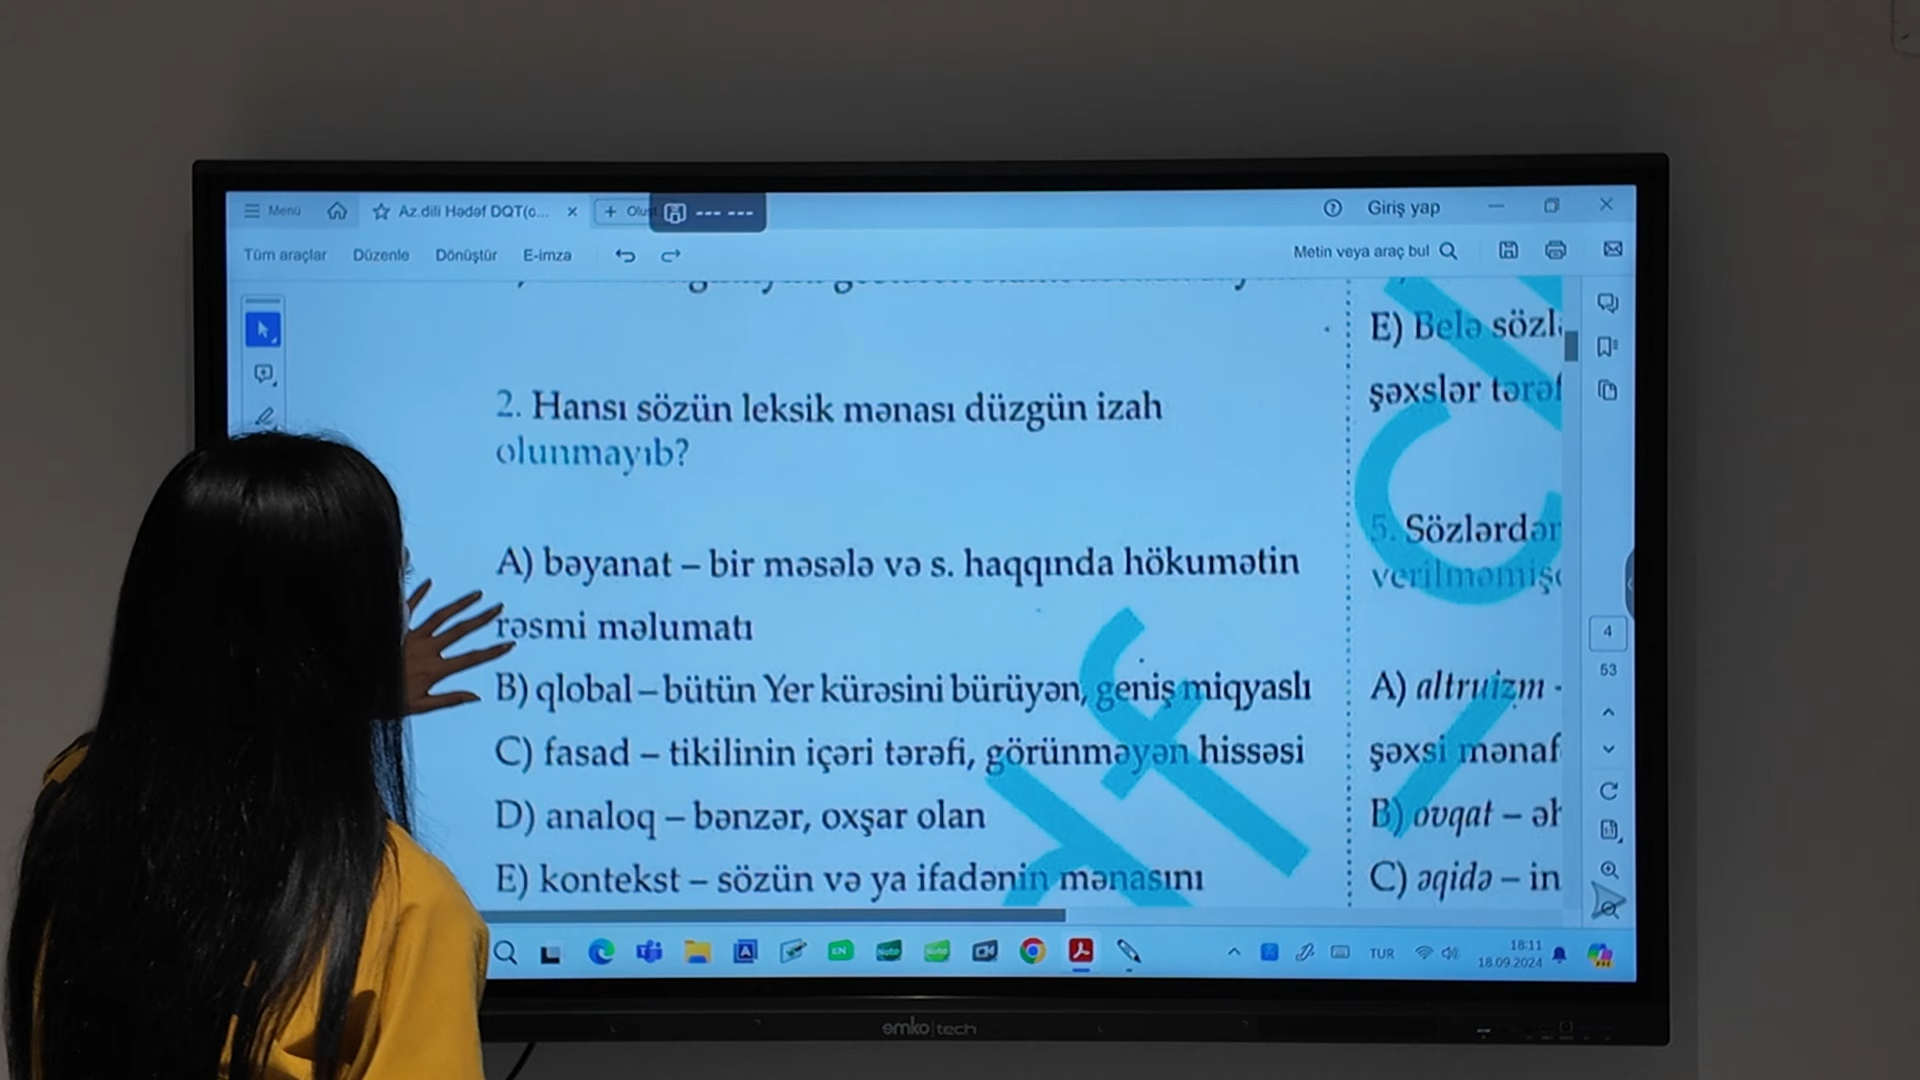 Menü
Az.dili Hədəf DQT(o...
Giriş yap
Tüm araçlar
Düzenle
Dönüştür
E-imza
Metin veya araç bul
2. Hansı sözün leksik mənası düzgün izah
olunmayıb?
A) bəyanat – bir məsələ və s. haqqında hökumətin
rəsmi məlumatı
B) qlobal – bütün Yer kürəsini bürüyən, geniş miqyaslı
C) fasad – tikilinin içəri tərəfi, görünməyən hissəsi
D) analoq – bənzər, oxşar olan
E) kontekst – sözün və ya ifadənin mənasını
E) Belə sözl
şəxslər tərəf
5. Sözlərdən
verilməmiş
A) altruizm -
şəxsi mənaf
B) ovqat – əh
C) əqidə – in
4
53
EN
TUR
18:11
18.09.2024
emko|tech